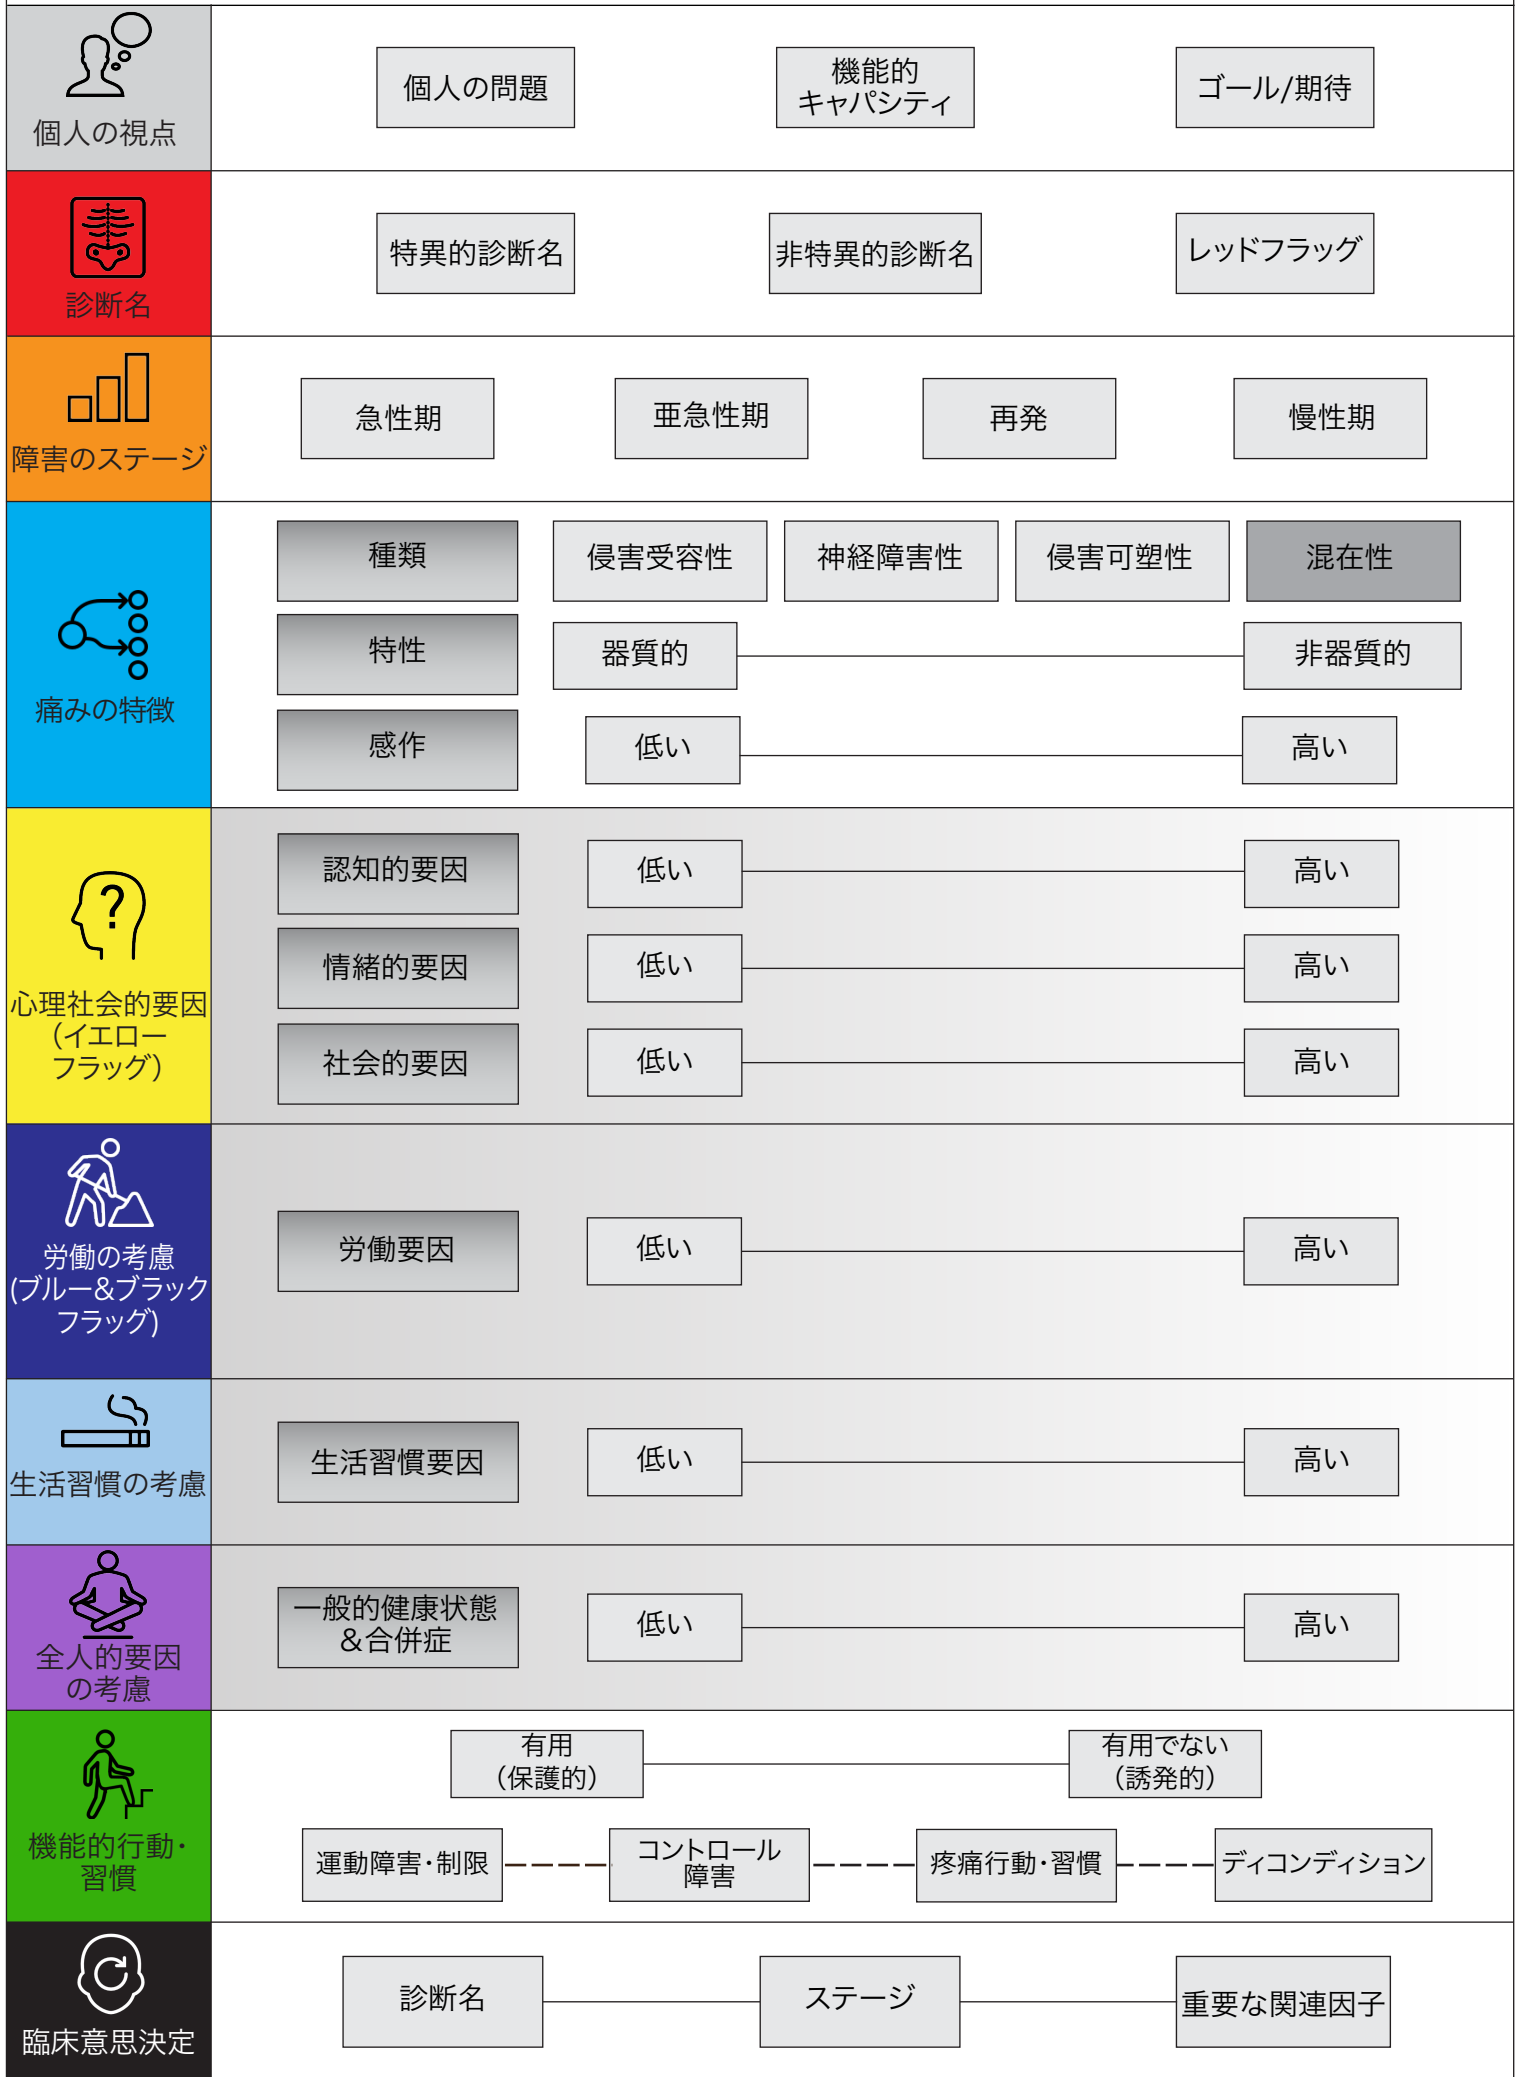 個人の視点
個人の問題
機能的
キャパシティ
ゴール/期待
診断名
特異的診断名
非特異的診断名
レッドフラッグ
障害のステージ
急性期
亜急性期
再発
慢性期
痛みの特徴
種類
侵害受容性
神経障害性
侵害可塑性
混在性
特性
器質的
非器質的
感作
低い
高い
心理社会的要因
（イエロー
フラッグ）
認知的要因
低い
高い
情緒的要因
低い
高い
社会的要因
低い
高い
労働の考慮
(ブルー&ブラック
フラッグ)
労働要因
低い
高い
生活習慣の考慮
生活習慣要因
低い
高い
全人的要因
の考慮
一般的健康状態
&合併症
低い
高い
機能的行動・
習慣
有用
（保護的）
有用でない
（誘発的）
運動障害・制限
コントロール
障害
疼痛行動・習慣
ディコンディション
臨床意思決定
診断名
ステージ
重要な関連因子